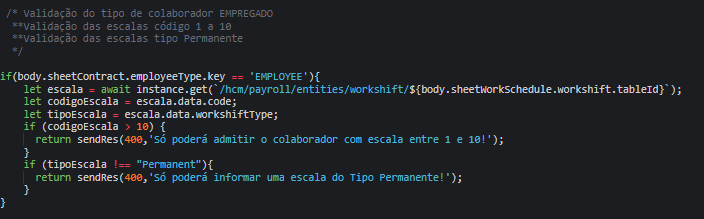 /* Validação do tipo de colaborador EMPREGADO
**Validação das escalas código 1 a 10
**Validação das escalas tipo Permanente
*/
if(body.sheetContract.employeeType.key == 'EMPLOYEE'){
let escala = await instance.get(`/hcm/payroll/entities/workshift/${body.sheetWorkSchedule.workshift.tableId}`);
let codigoEscala = escala.data.code;
let tipoEscala = escala.data.workshiftType;
if (codigoEscala > 10) {
return sendRes(400,'Só poderá admitir o colaborador com escala entre 1 e 10!');
}
if (tipoEscala !== "Permanent"){
return sendRes(400,'Só poderá informar uma escala do Tipo Permanente!');
}
}